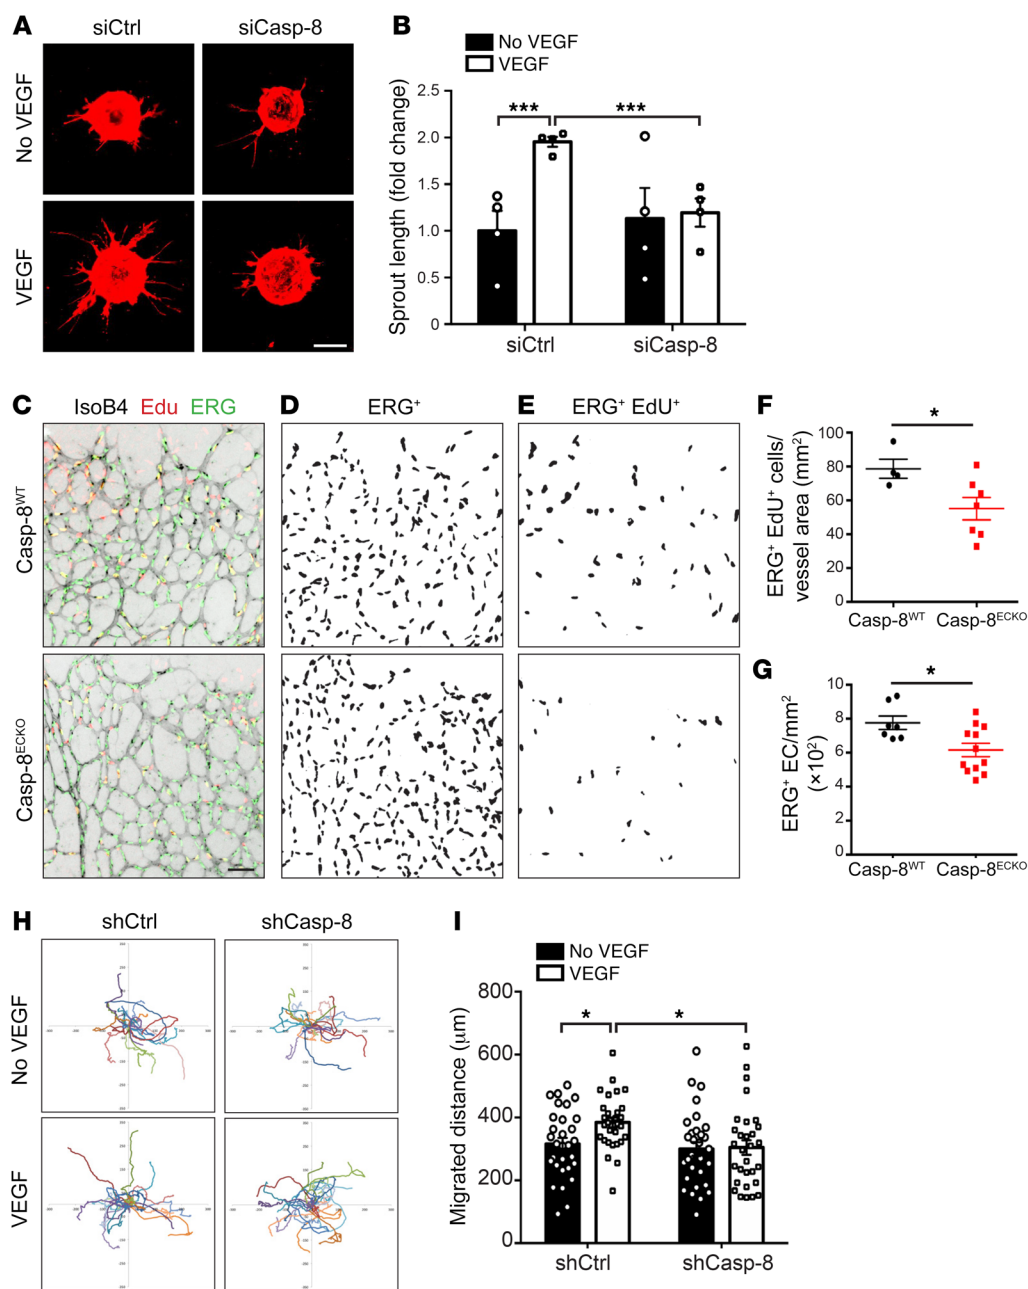 A
siCtrl
siCasp-8
No VEGF
VEGF
B
No VEGF
VEGF
Sprout length (fold change)
2.5
2.0
1.5
1.0
0.5
0
***
***
siCtrl
siCasp-8
C
IsoB4 Edu ERG
Casp-8WT
Casp-8ECKO
D
ERG+
E
ERG+ EdU+
F
ERG+ EdU+ cells/
vessel area (mm2)
100
80
60
40
20
0
*
Casp-8WT
Casp-8ECKO
G
ERG+ EC/mm2
(×102)
10
8
6
4
2
0
*
Casp-8WT
Casp-8ECKO
H
shCtrl
shCasp-8
No VEGF
VEGF
I
No VEGF
VEGF
Migrated distance (µm)
800
600
400
200
0
*
*
shCtrl
shCasp-8